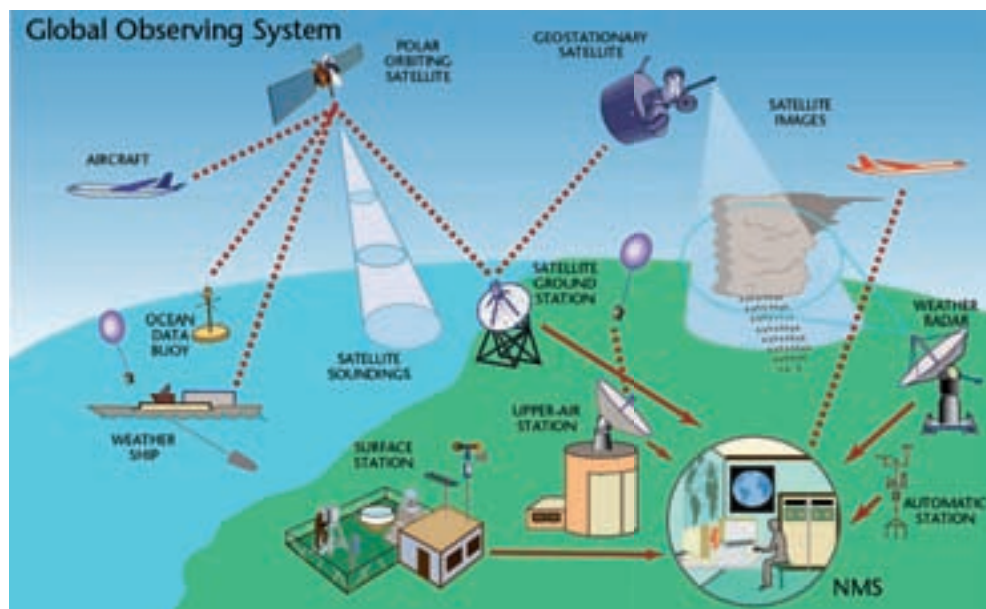 Global Observing System
POLAR
ORBITING
SATELLITE
GEOSTATIONARY
SATELLITE
SATELLITE
IMAGES
AIRCRAFT
OCEAN
DATA
BUOY
SATELLITE
SOUNDINGS
SATELLITE
GROUND
STATION
WEATHER
RADAR
WEATHER
SHIP
SURFACE
STATION
UPPER-AIR
STATION
AUTOMATIC
STATION
NMS